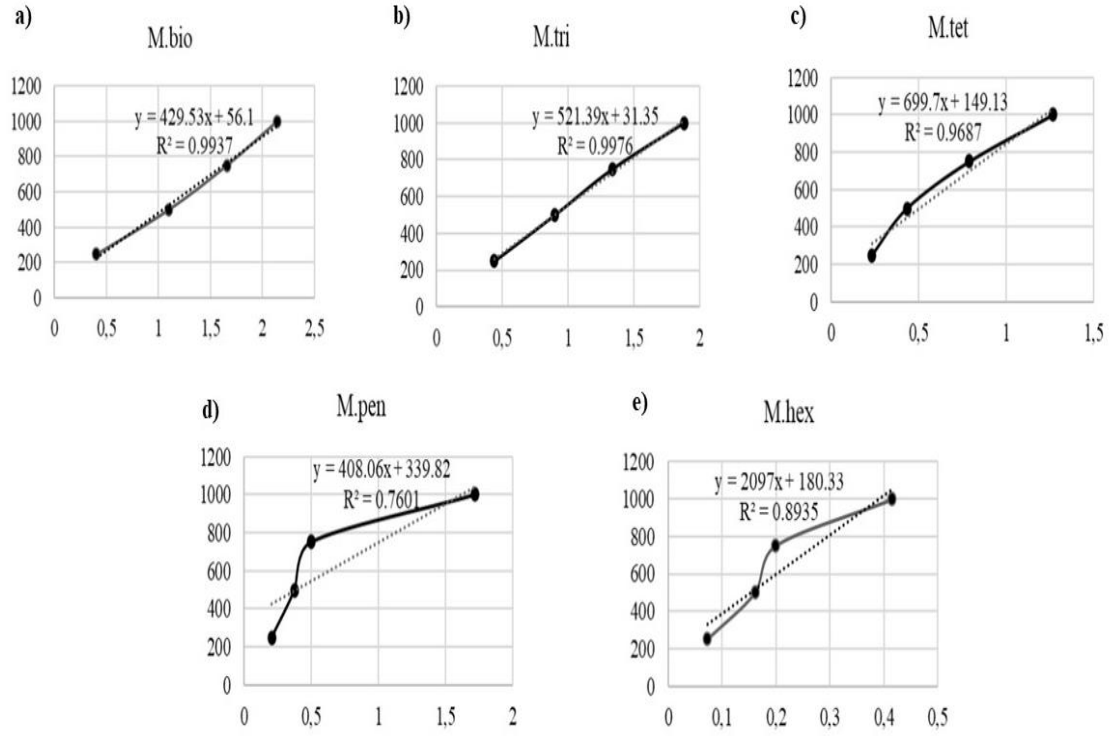 a)
M.bio
1200
1000
800
600
400
200
0
y = 429.53x + 56.1
R² = 0.9937
0 0,5 1 1,5 2 2,5
b)
M.tri
1200
1000
800
600
400
200
0
y = 521.39x + 31.35
R² = 0.9976
0 0,5 1 1,5 2
c)
M.tet
1200
1000
800
600
400
200
0
y = 699.7x + 149.13
R² = 0.9687
0 0,5 1 1,5
d)
M.pen
1200
1000
800
600
400
200
0
y = 408.06x + 339.82
R² = 0.7601
0 0,5 1 1,5 2
e)
M.hex
1200
1000
800
600
400
200
0
y = 2097x + 180.33
R² = 0.8935
0 0,1 0,2 0,3 0,4 0,5